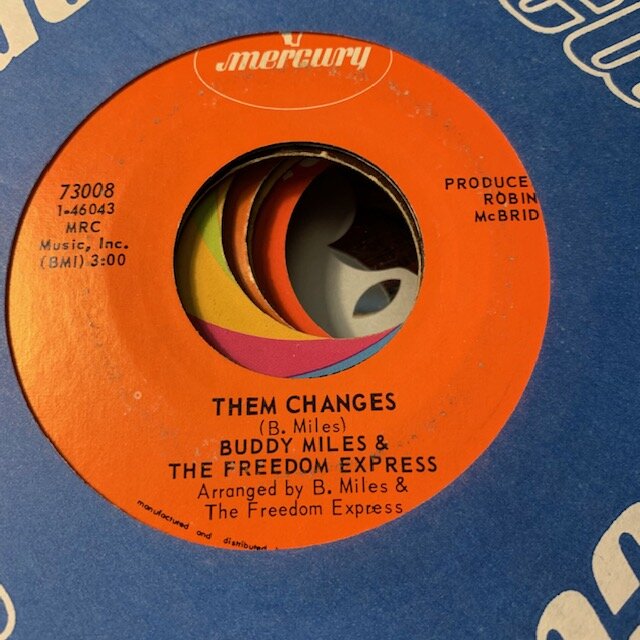 mercury
73008
1-46043
MRC
Music, Inc.
(BMI) 3:00
PRODUCE
ROBIN
McBRID
THEM CHANGES
(B. Miles)
BUDDY MILES &
THE FREEDOM EXPRESS
Arranged by B. Miles &
The Freedom Express
manufactured and distributed